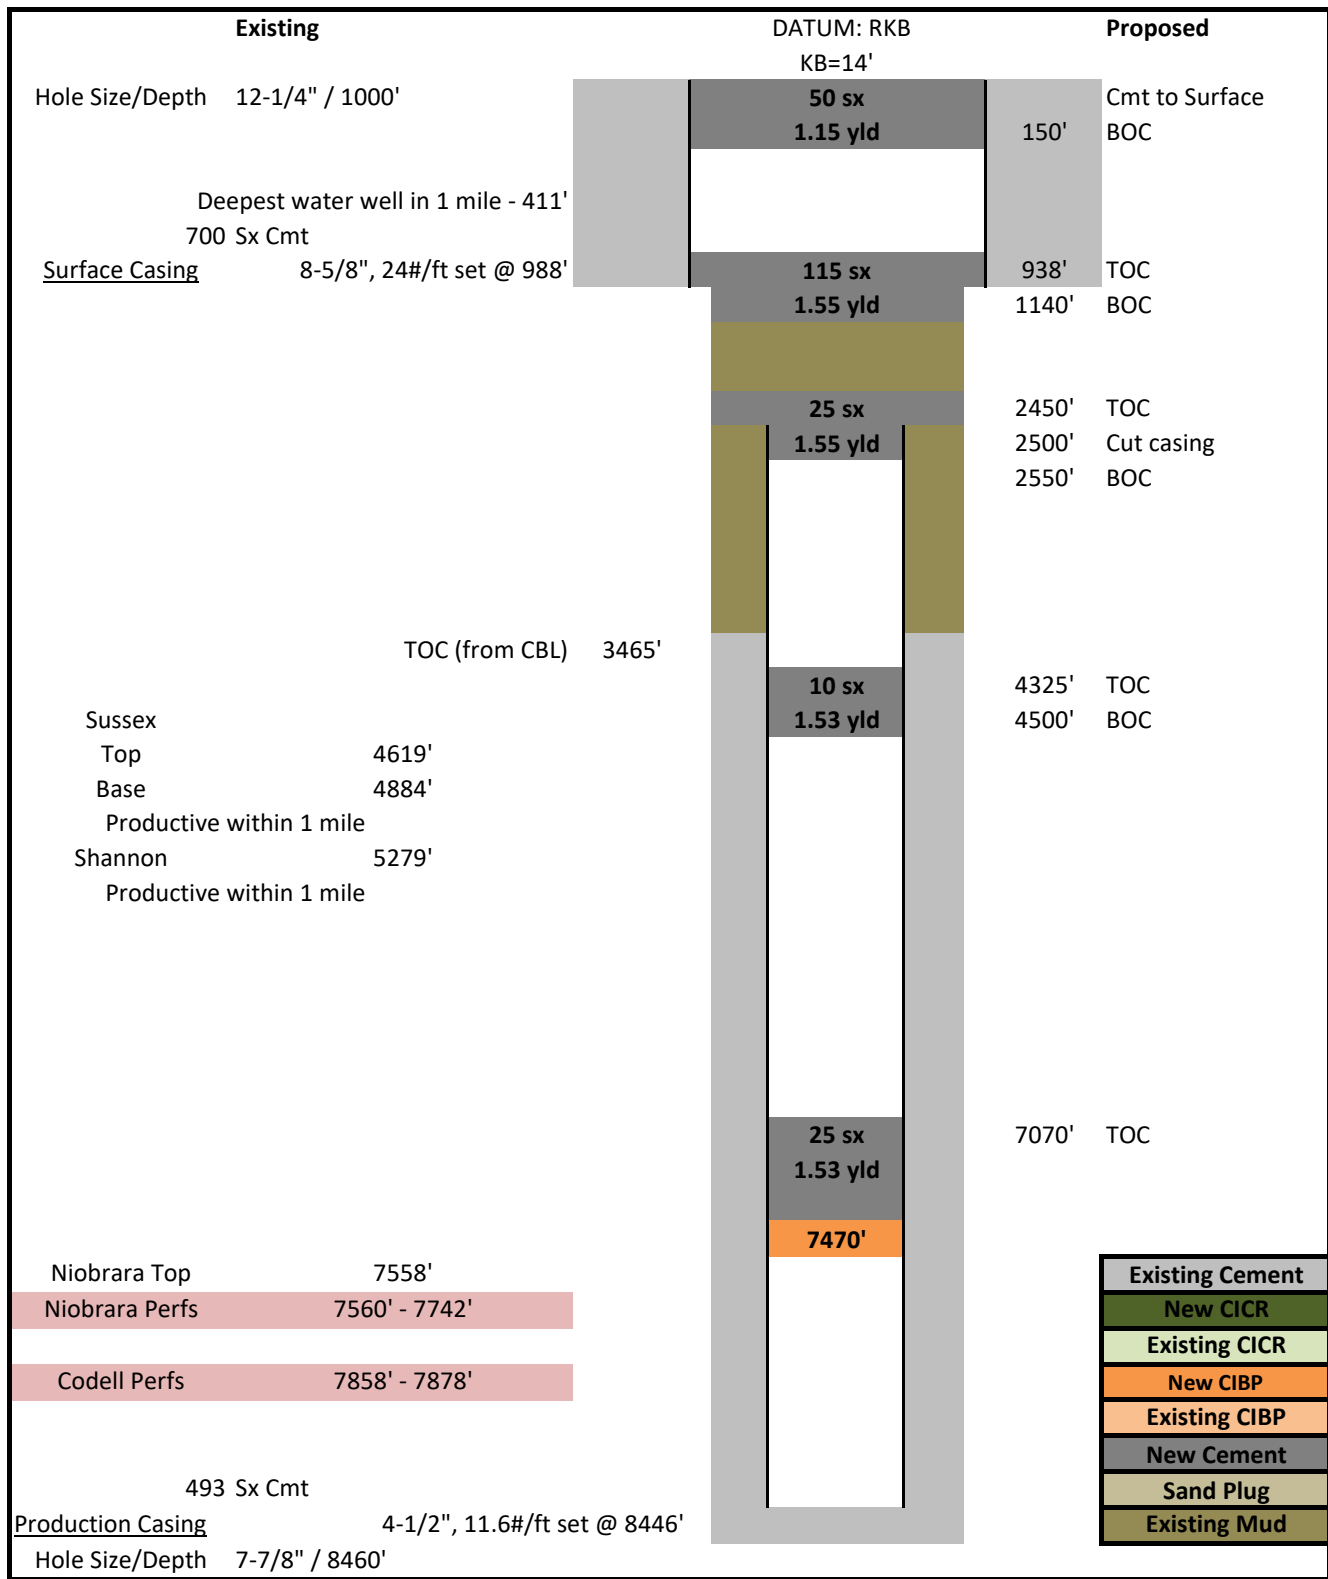 Existing DATUM: RKB Proposed
KB=14'
Hole Size/Depth 12-1/4" / 1000' 50 sx Cmt to Surface
1.15 yld 150' BOC
Deepest water well in 1 mile - 411'
700 Sx Cmt
Surface Casing 8-5/8", 24#/ft set @ 988' 115 sx 938' TOC
1.55 yld 1140' BOC
25 sx 2450' TOC
1.55 yld 2500' Cut casing
2550' BOC
TOC (from CBL) 3465'
10 sx 4325' TOC
Sussex 1.53 yld 4500' BOC
Top 4619'
Base 4884'
Productive within 1 mile
Shannon 5279'
Productive within 1 mile
25 sx 7070' TOC
1.53 yld
7470'
Niobrara Top 7558' Existing Cement
Niobrara Perfs 7560' - 7742' New CICR
Existing CICR
Codell Perfs 7858' - 7878' New CIBP
Existing CIBP
New Cement
493 Sx Cmt Sand Plug
Production Casing 4-1/2", 11.6#/ft set @ 8446' Existing Mud
Hole Size/Depth 7-7/8" / 8460'